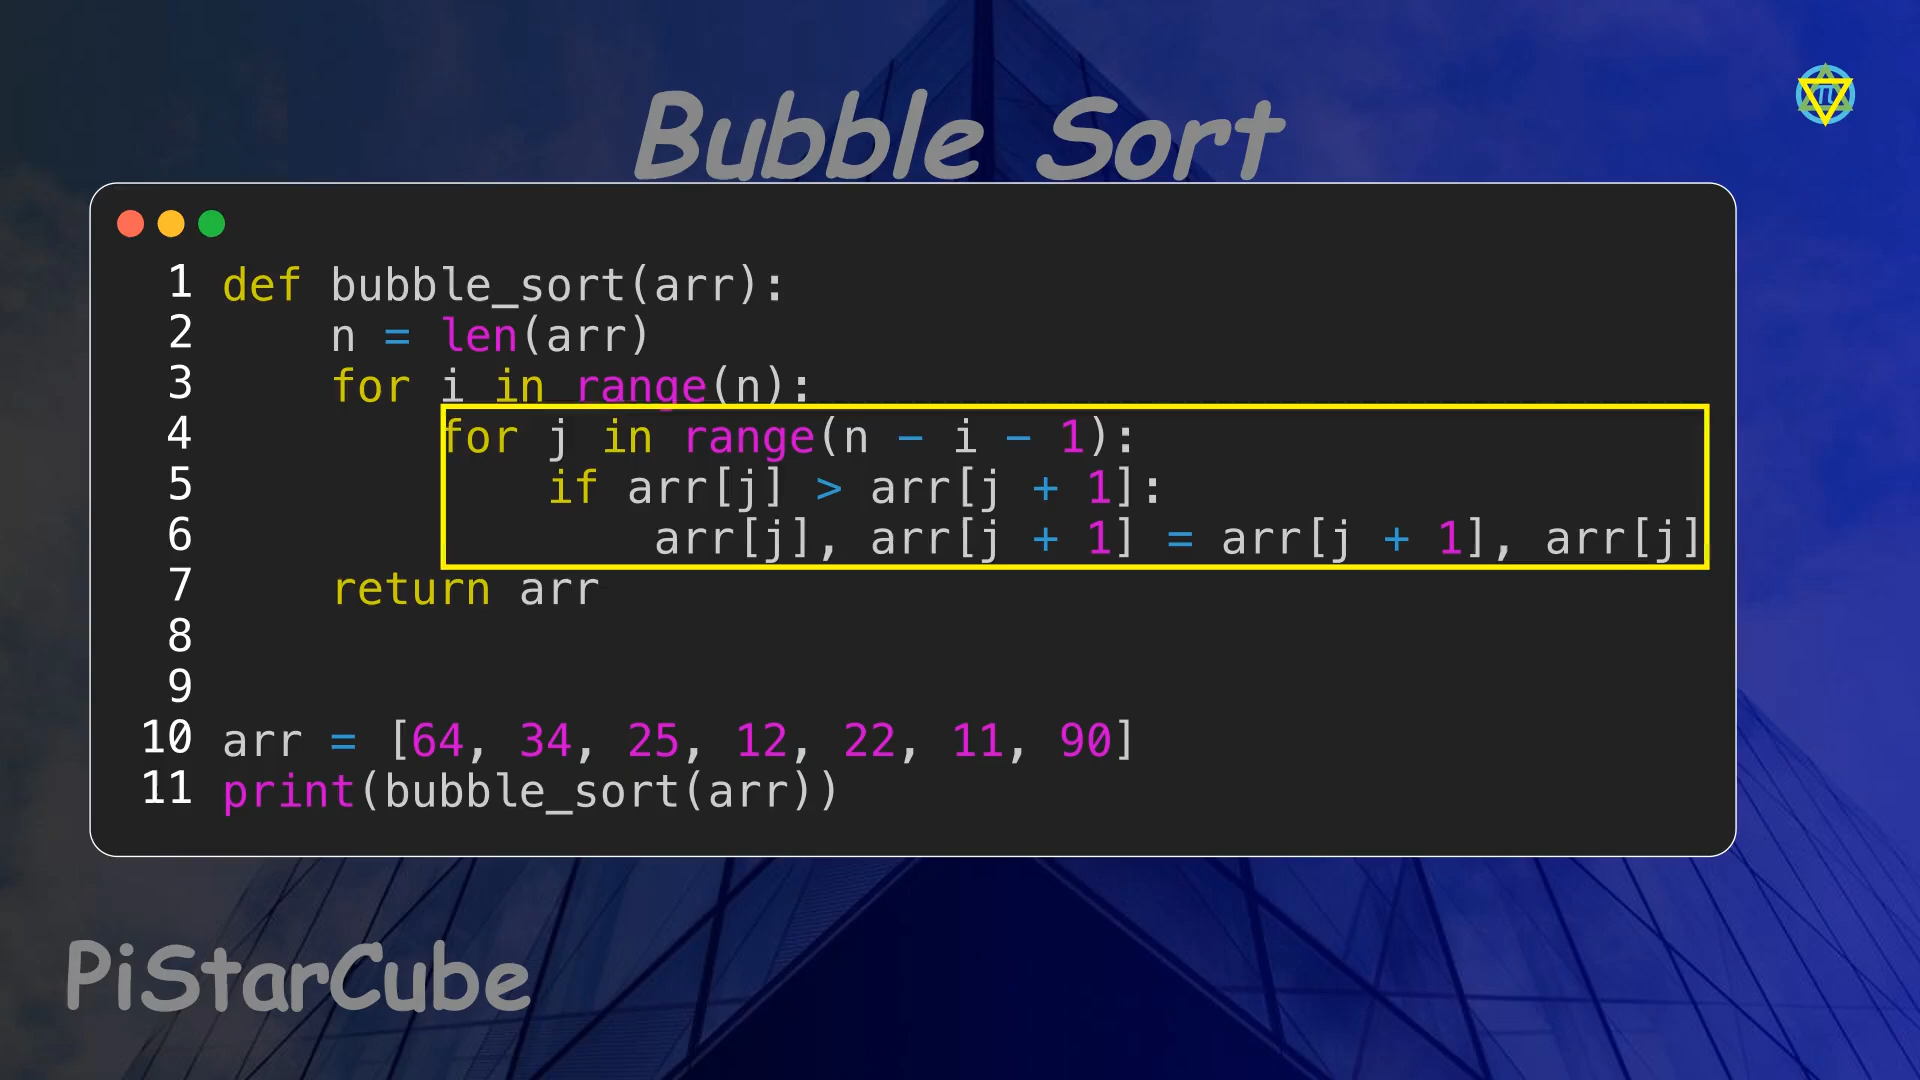 Bubble Sort
π
1 def bubble_sort(arr):
2     n = len(arr)
3     for i in range(n):
4         for j in range(n − i − 1):
5             if arr[j] > arr[j + 1]:
6                 arr[j], arr[j + 1] = arr[j + 1], arr[j]
7     return arr
8
9
10 arr = [64, 34, 25, 12, 22, 11, 90]
11 print(bubble_sort(arr))
PiStarCube